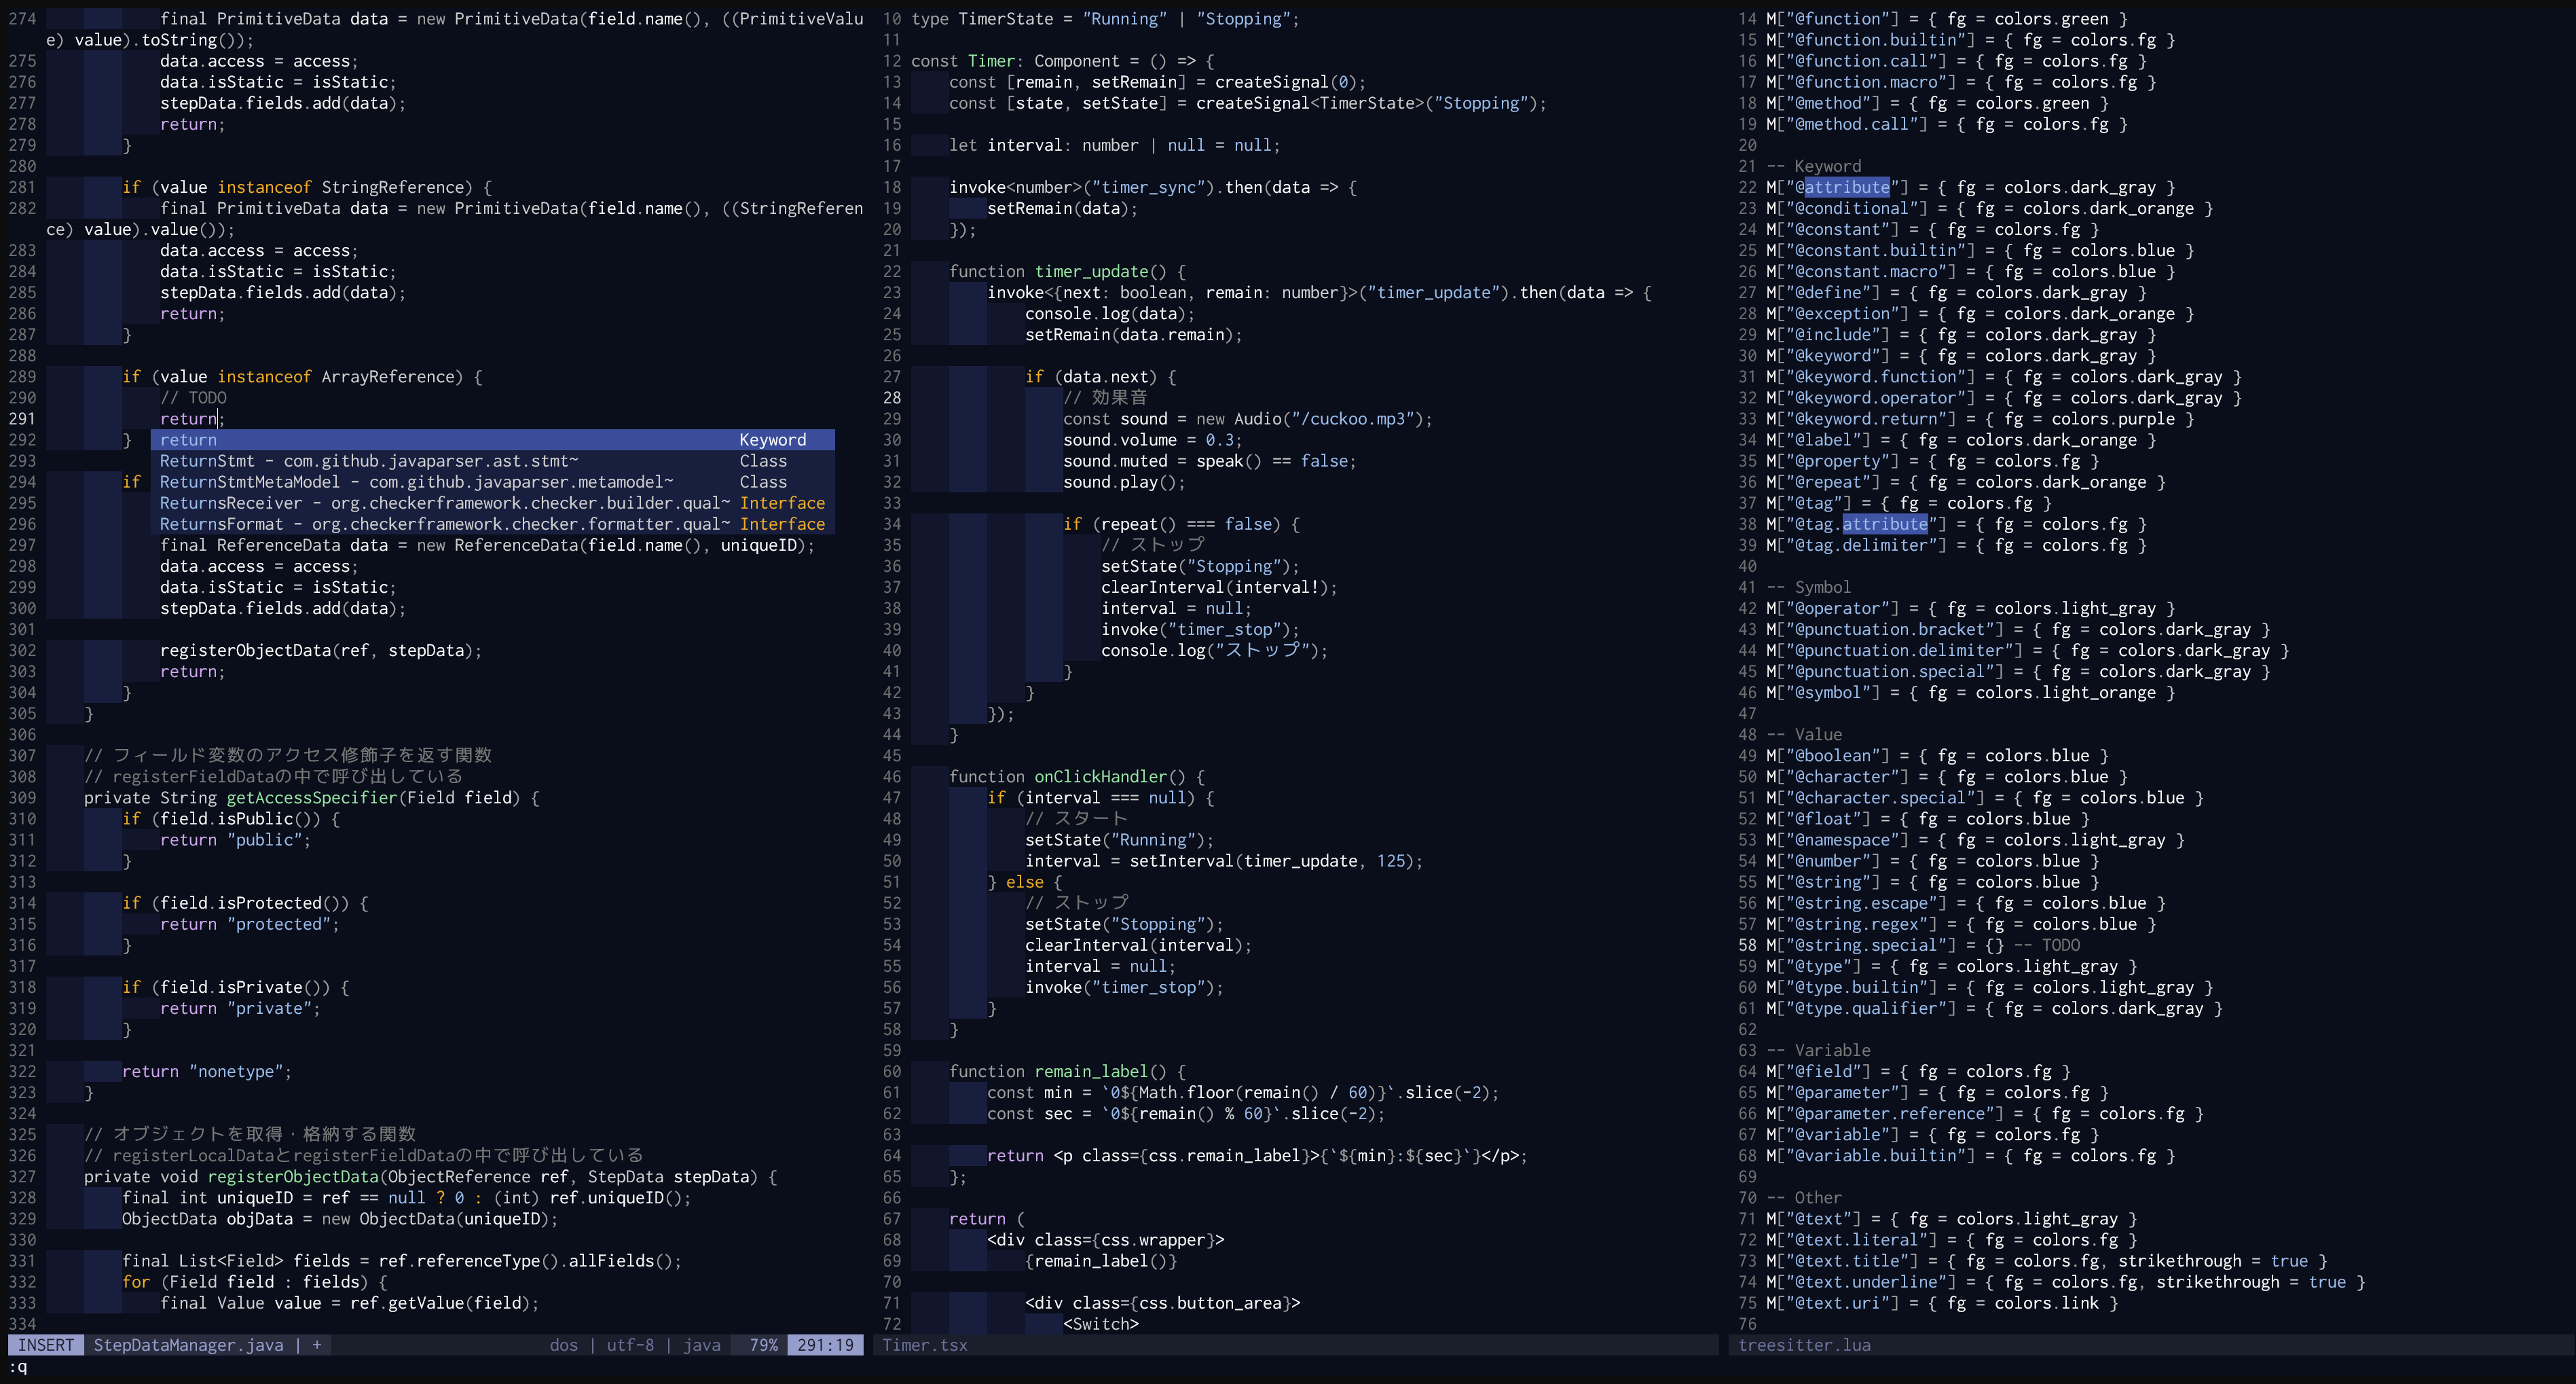 274 final PrimitiveData data = new PrimitiveData(field.name(), ((PrimitiveValu
e) value).toString());
275 data.access = access;
276 data.isStatic = isStatic;
277 stepData.fields.add(data);
278 return;
279 }
280
281 if (value instanceof StringReference) {
282 final PrimitiveData data = new PrimitiveData(field.name(), ((StringReferen
ce) value).value());
283 data.access = access;
284 data.isStatic = isStatic;
285 stepData.fields.add(data);
286 return;
287 }
288
289 if (value instanceof ArrayReference) {
290 // TODO
291 return;
292 } return Keyword
293 ReturnStmt - com.github.javaparser.ast.stmt~ Class
294 if ReturnStmtMetaModel - com.github.javaparser.metamodel~ Class
295 ReturnsReceiver - org.checkerframework.checker.builder.qual~ Interface
296 ReturnsFormat - org.checkerframework.checker.formatter.qual~ Interface
297 final ReferenceData data = new ReferenceData(field.name(), uniqueID);
298 data.access = access;
299 data.isStatic = isStatic;
300 stepData.fields.add(data);
301
302 registerObjectData(ref, stepData);
303 return;
304 }
305 }
306
307 // フィールド変数のアクセス修飾子を返す関数
308 // registerFieldDataの中で呼び出している
309 private String getAccessSpecifier(Field field) {
310 if (field.isPublic()) {
311 return "public";
312 }
313
314 if (field.isProtected()) {
315 return "protected";
316 }
317
318 if (field.isPrivate()) {
319 return "private";
320 }
321
322 return "nonetype";
323 }
324
325 // オブジェクトを取得・格納する関数
326 // registerLocalDataとregisterFieldDataの中で呼び出している
327 private void registerObjectData(ObjectReference ref, StepData stepData) {
328 final int uniqueID = ref == null ? 0 : (int) ref.uniqueID();
329 ObjectData objData = new ObjectData(uniqueID);
330
331 final List<Field> fields = ref.referenceType().allFields();
332 for (Field field : fields) {
333 final Value value = ref.getValue(field);
334
INSERT StepDataManager.java | + dos | utf-8 | java 79% 291:19
:q
10 type TimerState = "Running" | "Stopping";
11
12 const Timer: Component = () => {
13 const [remain, setRemain] = createSignal(0);
14 const [state, setState] = createSignal<TimerState>("Stopping");
15
16 let interval: number | null = null;
17
18 invoke<number>("timer_sync").then(data => {
19 setRemain(data);
20 });
21
22 function timer_update() {
23 invoke<{next: boolean, remain: number}>("timer_update").then(data => {
24 console.log(data);
25 setRemain(data.remain);
26
27 if (data.next) {
28 // 効果音
29 const sound = new Audio("/cuckoo.mp3");
30 sound.volume = 0.3;
31 sound.muted = speak() == false;
32 sound.play();
33
34 if (repeat() === false) {
35 // ストップ
36 setState("Stopping");
37 clearInterval(interval!);
38 interval = null;
39 invoke("timer_stop");
40 console.log("ストップ");
41 }
42 }
43 });
44 }
45
46 function onClickHandler() {
47 if (interval === null) {
48 // スタート
49 setState("Running");
50 interval = setInterval(timer_update, 125);
51 } else {
52 // ストップ
53 setState("Stopping");
54 clearInterval(interval);
55 interval = null;
56 invoke("timer_stop");
57 }
58 }
59
60 function remain_label() {
61 const min = `0${Math.floor(remain() / 60)}`.slice(-2);
62 const sec = `0${remain() % 60}`.slice(-2);
63
64 return <p class={css.remain_label}>{`${min}:${sec}`}</p>;
65 };
66
67 return (
68 <div class={css.wrapper}>
69 {remain_label()}
70
71 <div class={css.button_area}>
72 <Switch>
Timer.tsx
14 M["@function"] = { fg = colors.green }
15 M["@function.builtin"] = { fg = colors.fg }
16 M["@function.call"] = { fg = colors.fg }
17 M["@function.macro"] = { fg = colors.fg }
18 M["@method"] = { fg = colors.green }
19 M["@method.call"] = { fg = colors.fg }
20
21 -- Keyword
22 M["@attribute"] = { fg = colors.dark_gray }
23 M["@conditional"] = { fg = colors.dark_orange }
24 M["@constant"] = { fg = colors.fg }
25 M["@constant.builtin"] = { fg = colors.blue }
26 M["@constant.macro"] = { fg = colors.blue }
27 M["@define"] = { fg = colors.dark_gray }
28 M["@exception"] = { fg = colors.dark_orange }
29 M["@include"] = { fg = colors.dark_gray }
30 M["@keyword"] = { fg = colors.dark_gray }
31 M["@keyword.function"] = { fg = colors.dark_gray }
32 M["@keyword.operator"] = { fg = colors.dark_gray }
33 M["@keyword.return"] = { fg = colors.purple }
34 M["@label"] = { fg = colors.dark_orange }
35 M["@property"] = { fg = colors.fg }
36 M["@repeat"] = { fg = colors.dark_orange }
37 M["@tag"] = { fg = colors.fg }
38 M["@tag.attribute"] = { fg = colors.fg }
39 M["@tag.delimiter"] = { fg = colors.fg }
40
41 -- Symbol
42 M["@operator"] = { fg = colors.light_gray }
43 M["@punctuation.bracket"] = { fg = colors.dark_gray }
44 M["@punctuation.delimiter"] = { fg = colors.dark_gray }
45 M["@punctuation.special"] = { fg = colors.dark_gray }
46 M["@symbol"] = { fg = colors.light_orange }
47
48 -- Value
49 M["@boolean"] = { fg = colors.blue }
50 M["@character"] = { fg = colors.blue }
51 M["@character.special"] = { fg = colors.blue }
52 M["@float"] = { fg = colors.blue }
53 M["@namespace"] = { fg = colors.light_gray }
54 M["@number"] = { fg = colors.blue }
55 M["@string"] = { fg = colors.blue }
56 M["@string.escape"] = { fg = colors.blue }
57 M["@string.regex"] = { fg = colors.blue }
58 M["@string.special"] = {} -- TODO
59 M["@type"] = { fg = colors.light_gray }
60 M["@type.builtin"] = { fg = colors.light_gray }
61 M["@type.qualifier"] = { fg = colors.dark_gray }
62
63 -- Variable
64 M["@field"] = { fg = colors.fg }
65 M["@parameter"] = { fg = colors.fg }
66 M["@parameter.reference"] = { fg = colors.fg }
67 M["@variable"] = { fg = colors.fg }
68 M["@variable.builtin"] = { fg = colors.fg }
69
70 -- Other
71 M["@text"] = { fg = colors.light_gray }
72 M["@text.literal"] = { fg = colors.fg }
73 M["@text.title"] = { fg = colors.fg, strikethrough = true }
74 M["@text.underline"] = { fg = colors.fg, strikethrough = true }
75 M["@text.uri"] = { fg = colors.link }
76
treesitter.lua